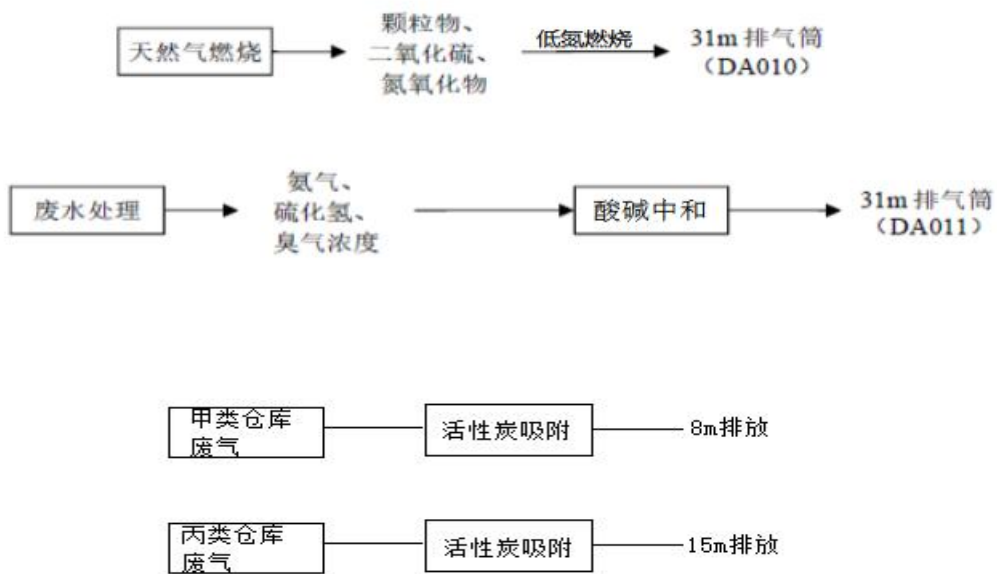 天然气燃烧
颗粒物、
二氧化硫、
氮氧化物
低氮燃烧
31m 排气筒
（DA010）
废水处理
氨气、
硫化氢、
臭气浓度
酸碱中和
31m 排气筒
（DA011）
甲类仓库
废气
活性炭吸附
8m排放
丙类仓库
废气
活性炭吸附
15m排放